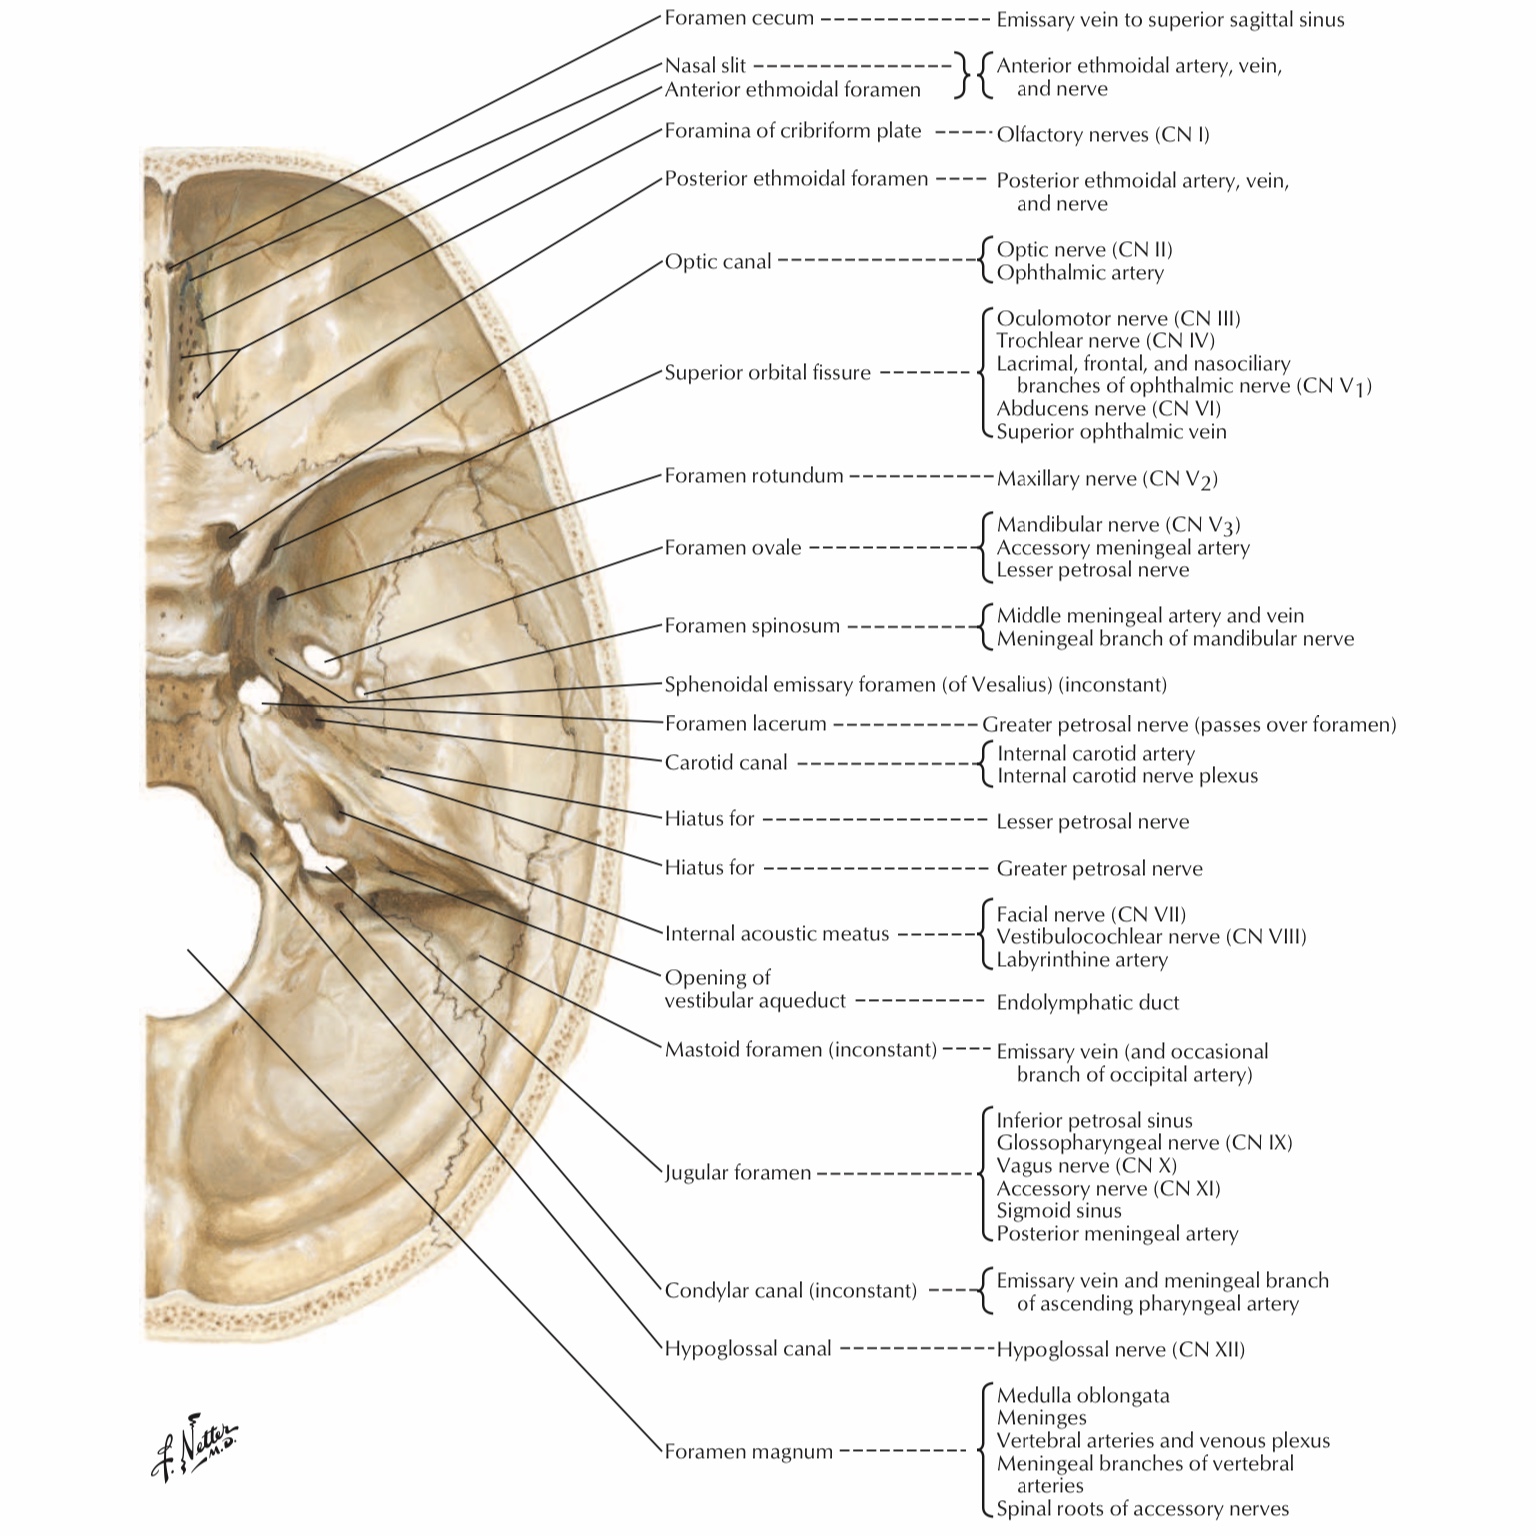 Foramen cecum
Emissary vein to superior sagittal sinus
Nasal slit
Anterior ethmoidal foramen
Anterior ethmoidal artery, vein,
and nerve
Foramina of cribriform plate
Olfactory nerves (CN I)
Posterior ethmoidal foramen
Posterior ethmoidal artery, vein,
and nerve
Optic canal
Optic nerve (CN II)
Ophthalmic artery
Superior orbital fissure
Oculomotor nerve (CN III)
Trochlear nerve (CN IV)
Lacrimal, frontal, and nasociliary
branches of ophthalmic nerve (CN V1)
Abducens nerve (CN VI)
Superior ophthalmic vein
Foramen rotundum
Maxillary nerve (CN V2)
Foramen ovale
Mandibular nerve (CN V3)
Accessory meningeal artery
Lesser petrosal nerve
Foramen spinosum
Middle meningeal artery and vein
Meningeal branch of mandibular nerve
Sphenoidal emissary foramen (of Vesalius) (inconstant)
Foramen lacerum
Greater petrosal nerve (passes over foramen)
Carotid canal
Internal carotid artery
Internal carotid nerve plexus
Hiatus for
Lesser petrosal nerve
Hiatus for
Greater petrosal nerve
Internal acoustic meatus
Facial nerve (CN VII)
Vestibulocochlear nerve (CN VIII)
Labyrinthine artery
Opening of
vestibular aqueduct
Endolymphatic duct
Mastoid foramen (inconstant)
Emissary vein (and occasional
branch of occipital artery)
Jugular foramen
Inferior petrosal sinus
Glossopharyngeal nerve (CN IX)
Vagus nerve (CN X)
Accessory nerve (CN XI)
Sigmoid sinus
Posterior meningeal artery
Condylar canal (inconstant)
Emissary vein and meningeal branch
of ascending pharyngeal artery
Hypoglossal canal
Hypoglossal nerve (CN XII)
Foramen magnum
Medulla oblongata
Meninges
Vertebral arteries and venous plexus
Meningeal branches of vertebral
arteries
Spinal roots of accessory nerves
F. Netter
M.D.